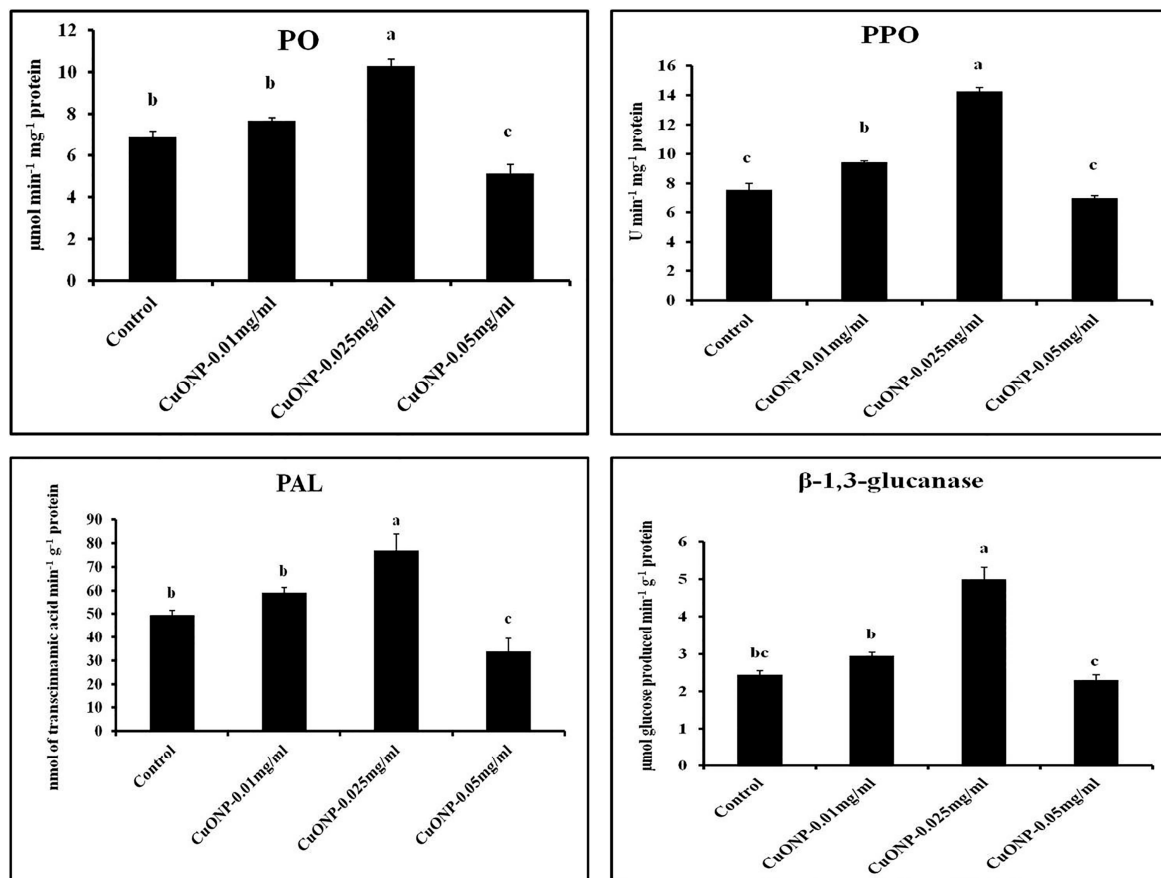 PO
µmol min⁻¹ mg⁻¹ protein
12
10
8
6
4
2
0
b
b
a
c
Control
CuONP-0.01mg/ml
CuONP-0.025mg/ml
CuONP-0.05mg/ml
PPO
U min⁻¹ mg⁻¹ protein
16
14
12
10
8
6
4
2
0
c
b
a
c
Control
CuONP-0.01mg/ml
CuONP-0.025mg/ml
CuONP-0.05mg/ml
PAL
nmol of transcinnamic acid min⁻¹ g⁻¹ protein
90
80
70
60
50
40
30
20
10
0
b
b
a
c
Control
CuONP-0.01mg/ml
CuONP-0.025mg/ml
CuONP-0.05mg/ml
β-1,3-glucanase
µmol glucose produced min⁻¹ g⁻¹ protein
6
5
4
3
2
1
0
bc
b
a
c
Control
CuONP-0.01mg/ml
CuONP-0.025mg/ml
CuONP-0.05mg/ml